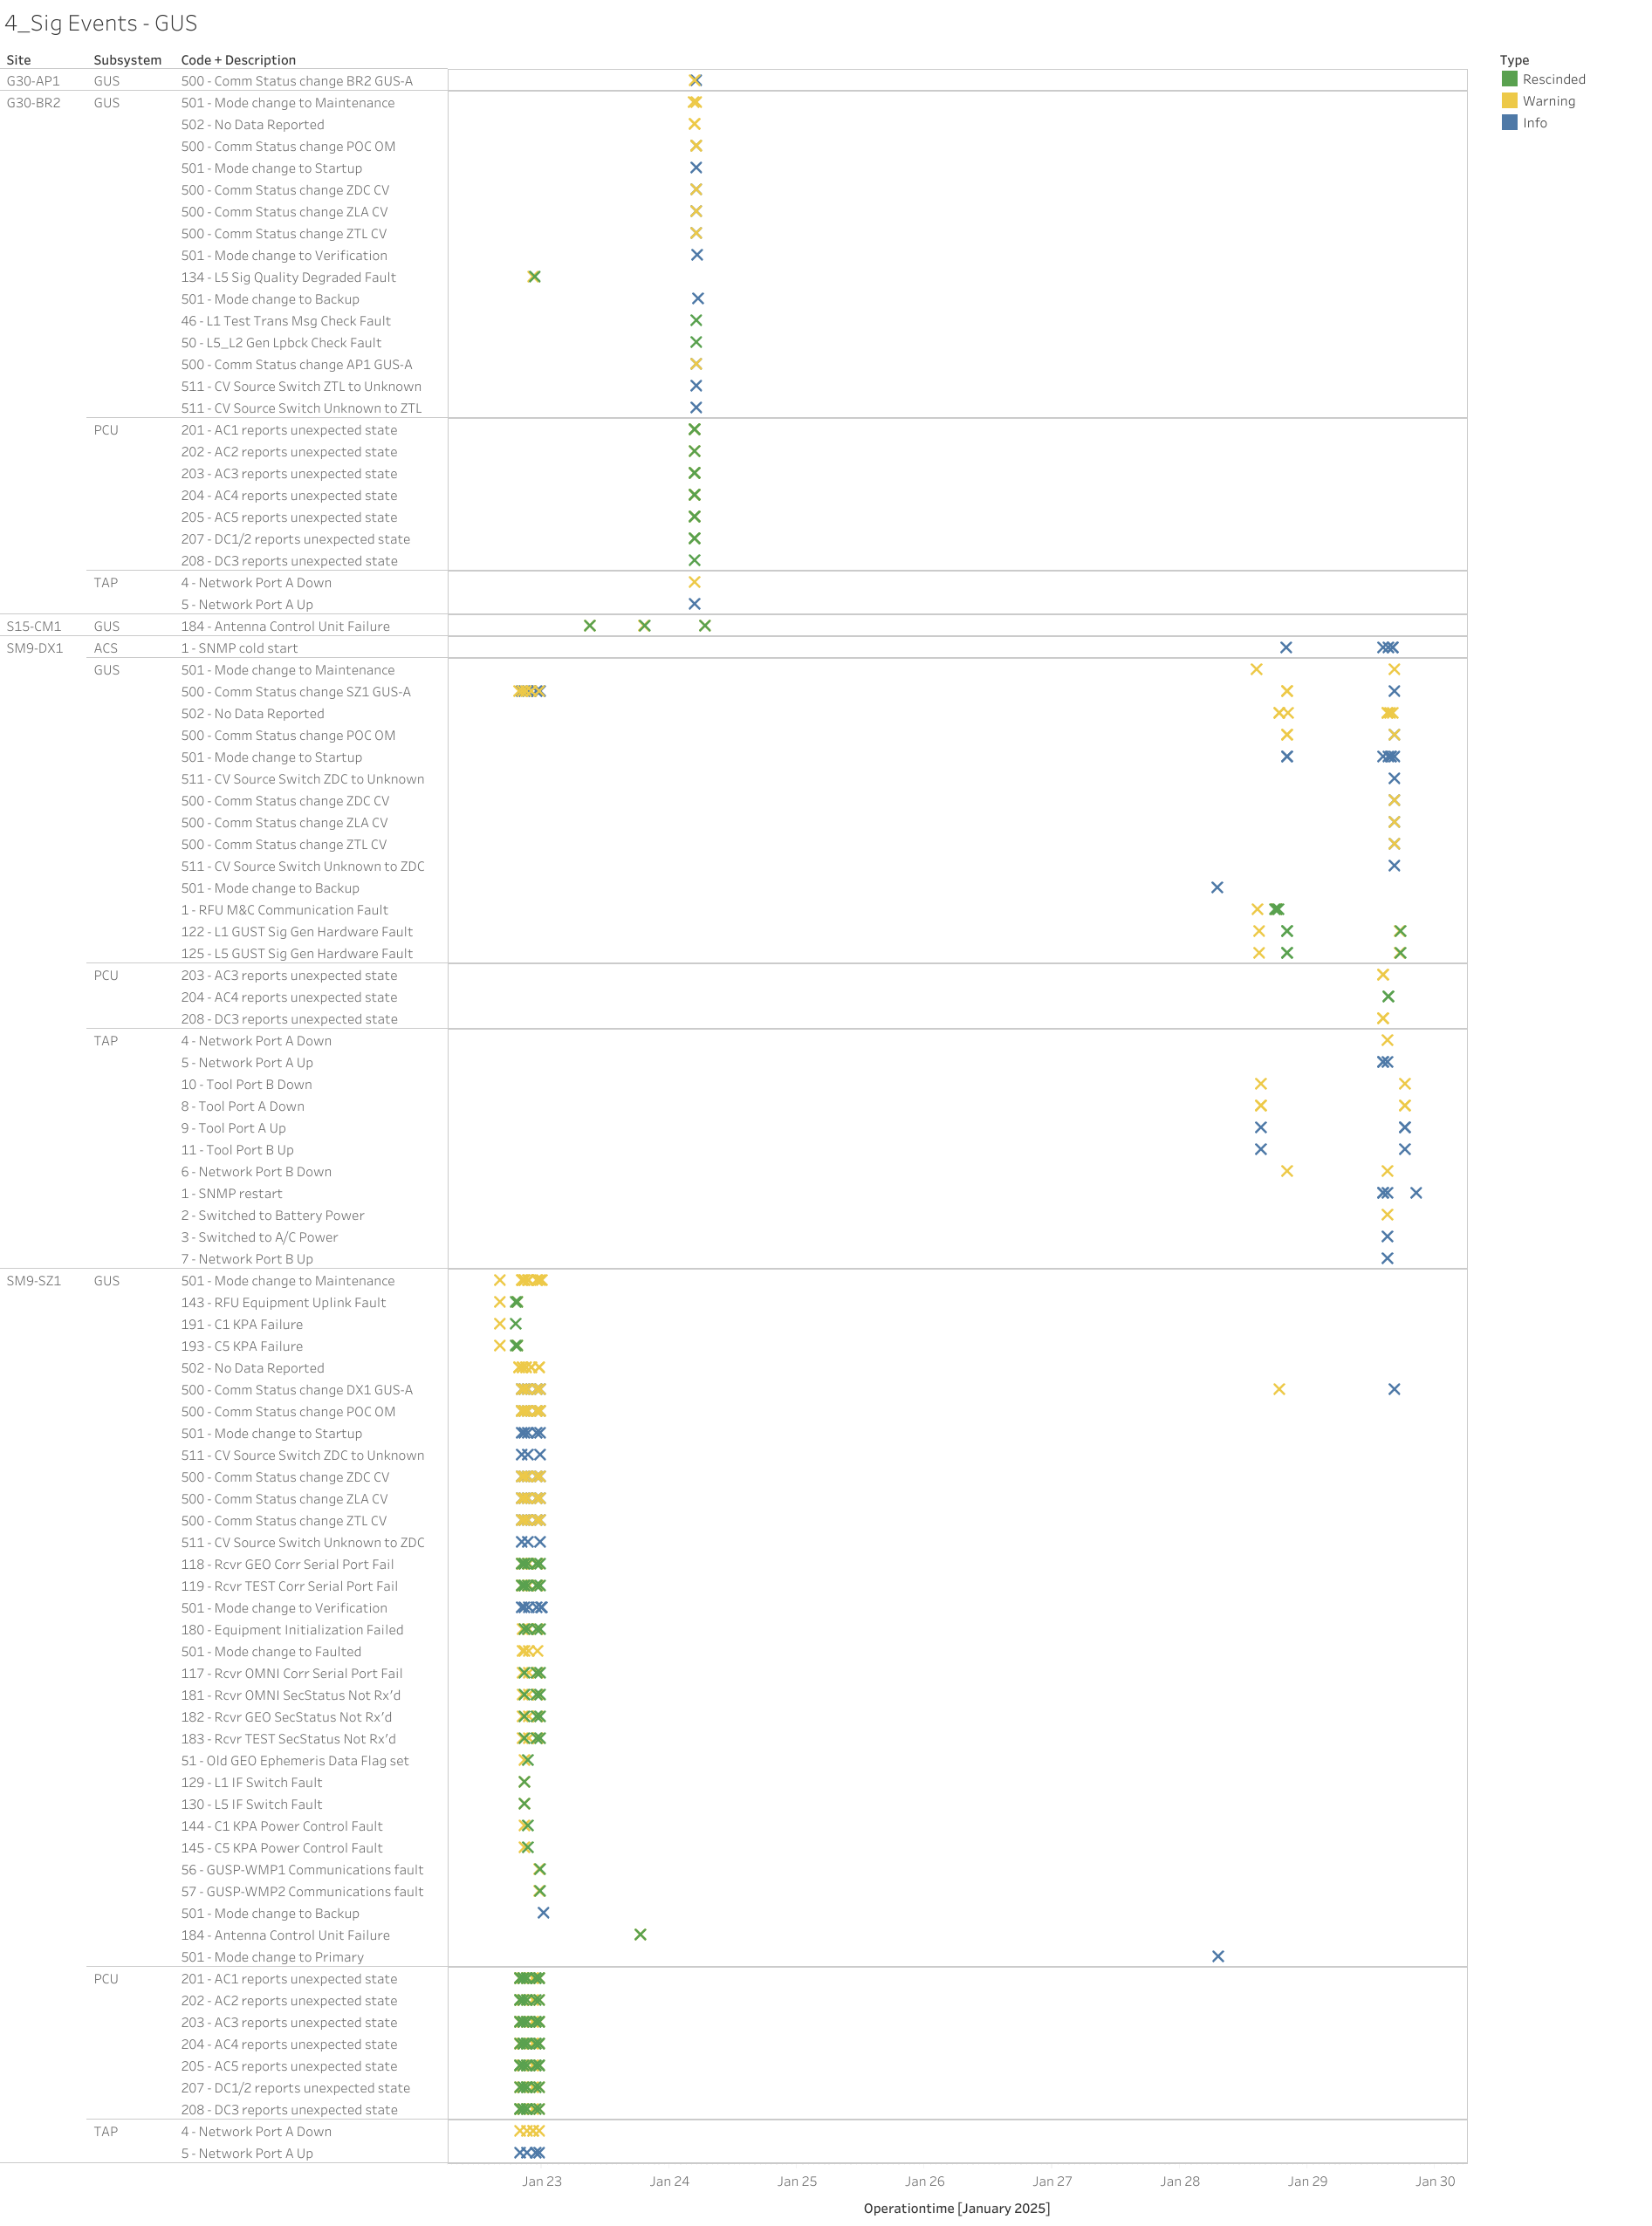 4_Sig Events - GUS
Site Subsystem Code + Description
Type
Rescinded
Warning
Info
G30-AP1 GUS 500 - Comm Status change BR2 GUS-A
G30-BR2 GUS 501 - Mode change to Maintenance
502 - No Data Reported
500 - Comm Status change POC OM
501 - Mode change to Startup
500 - Comm Status change ZDC CV
500 - Comm Status change ZLA CV
500 - Comm Status change ZTL CV
501 - Mode change to Verification
134 - L5 Sig Quality Degraded Fault
501 - Mode change to Backup
46 - L1 Test Trans Msg Check Fault
50 - L5_L2 Gen Lpbck Check Fault
500 - Comm Status change AP1 GUS-A
511 - CV Source Switch ZTL to Unknown
511 - CV Source Switch Unknown to ZTL
PCU 201 - AC1 reports unexpected state
202 - AC2 reports unexpected state
203 - AC3 reports unexpected state
204 - AC4 reports unexpected state
205 - AC5 reports unexpected state
207 - DC1/2 reports unexpected state
208 - DC3 reports unexpected state
TAP 4 - Network Port A Down
5 - Network Port A Up
S15-CM1 GUS 184 - Antenna Control Unit Failure
SM9-DX1 ACS 1 - SNMP cold start
GUS 501 - Mode change to Maintenance
500 - Comm Status change SZ1 GUS-A
502 - No Data Reported
500 - Comm Status change POC OM
501 - Mode change to Startup
511 - CV Source Switch ZDC to Unknown
500 - Comm Status change ZDC CV
500 - Comm Status change ZLA CV
500 - Comm Status change ZTL CV
511 - CV Source Switch Unknown to ZDC
501 - Mode change to Backup
1 - RFU M&C Communication Fault
122 - L1 GUST Sig Gen Hardware Fault
125 - L5 GUST Sig Gen Hardware Fault
PCU 203 - AC3 reports unexpected state
204 - AC4 reports unexpected state
208 - DC3 reports unexpected state
TAP 4 - Network Port A Down
5 - Network Port A Up
10 - Tool Port B Down
8 - Tool Port A Down
9 - Tool Port A Up
11 - Tool Port B Up
6 - Network Port B Down
1 - SNMP restart
2 - Switched to Battery Power
3 - Switched to A/C Power
7 - Network Port B Up
SM9-SZ1 GUS 501 - Mode change to Maintenance
143 - RFU Equipment Uplink Fault
191 - C1 KPA Failure
193 - C5 KPA Failure
502 - No Data Reported
500 - Comm Status change DX1 GUS-A
500 - Comm Status change POC OM
501 - Mode change to Startup
511 - CV Source Switch ZDC to Unknown
500 - Comm Status change ZDC CV
500 - Comm Status change ZLA CV
500 - Comm Status change ZTL CV
511 - CV Source Switch Unknown to ZDC
118 - Rcvr GEO Corr Serial Port Fail
119 - Rcvr TEST Corr Serial Port Fail
501 - Mode change to Verification
180 - Equipment Initialization Failed
501 - Mode change to Faulted
117 - Rcvr OMNI Corr Serial Port Fail
181 - Rcvr OMNI SecStatus Not Rx'd
182 - Rcvr GEO SecStatus Not Rx'd
183 - Rcvr TEST SecStatus Not Rx'd
51 - Old GEO Ephemeris Data Flag set
129 - L1 IF Switch Fault
130 - L5 IF Switch Fault
144 - C1 KPA Power Control Fault
145 - C5 KPA Power Control Fault
56 - GUSP-WMP1 Communications fault
57 - GUSP-WMP2 Communications fault
501 - Mode change to Backup
184 - Antenna Control Unit Failure
501 - Mode change to Primary
PCU 201 - AC1 reports unexpected state
202 - AC2 reports unexpected state
203 - AC3 reports unexpected state
204 - AC4 reports unexpected state
205 - AC5 reports unexpected state
207 - DC1/2 reports unexpected state
208 - DC3 reports unexpected state
TAP 4 - Network Port A Down
5 - Network Port A Up
Jan 23 Jan 24 Jan 25 Jan 26 Jan 27 Jan 28 Jan 29 Jan 30
Operationtime [January 2025]